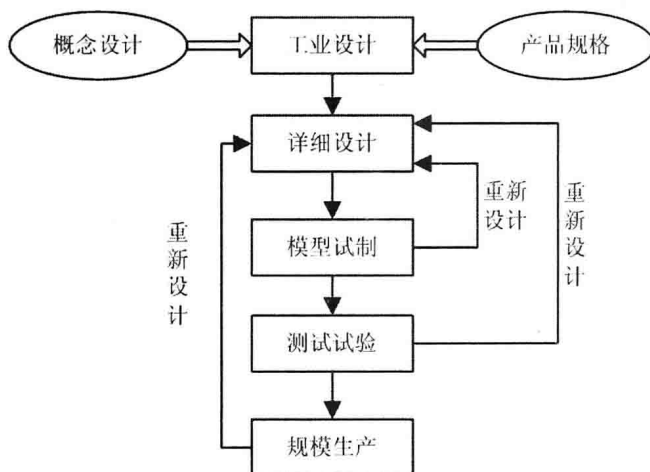 概念设计
工业设计
产品规格
详细设计
重新
设计
重新设计
重新设计
模型试制
测试试验
规模生产